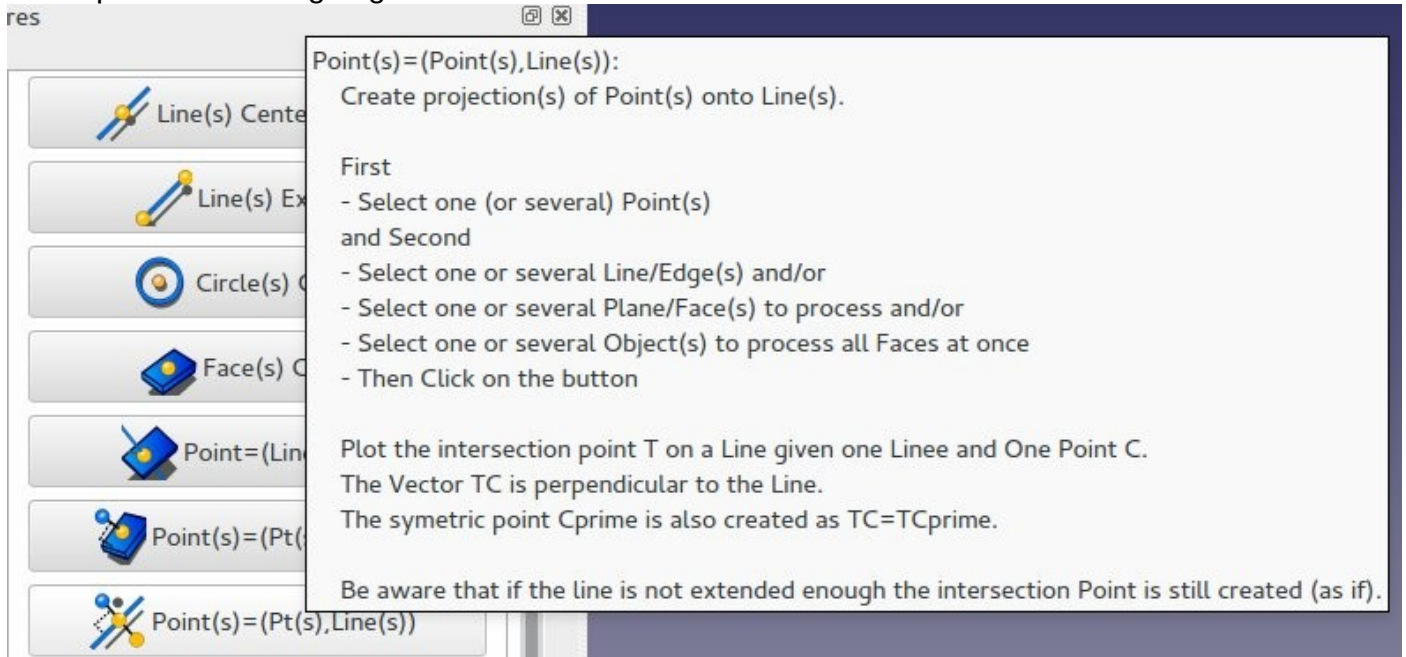 res
Point(s)=(Point(s),Line(s)):
Create projection(s) of Point(s) onto Line(s).
First
- Select one (or several) Point(s)
and Second
- Select one or several Line/Edge(s) and/or
- Select one or several Plane/Face(s) to process and/or
- Select one or several Object(s) to process all Faces at once
- Then Click on the button
Plot the intersection point T on a Line given one Linee and One Point C.
The Vector TC is perpendicular to the Line.
The symetric point Cprime is also created as TC=TCprime.
Be aware that if the line is not extended enough the intersection Point is still created (as if).
Line(s) Cente
Line(s) Ex
Circle(s)
Face(s) C
Point=(Lin
Point(s)=(Pt(
Point(s)=(Pt(s),Line(s))